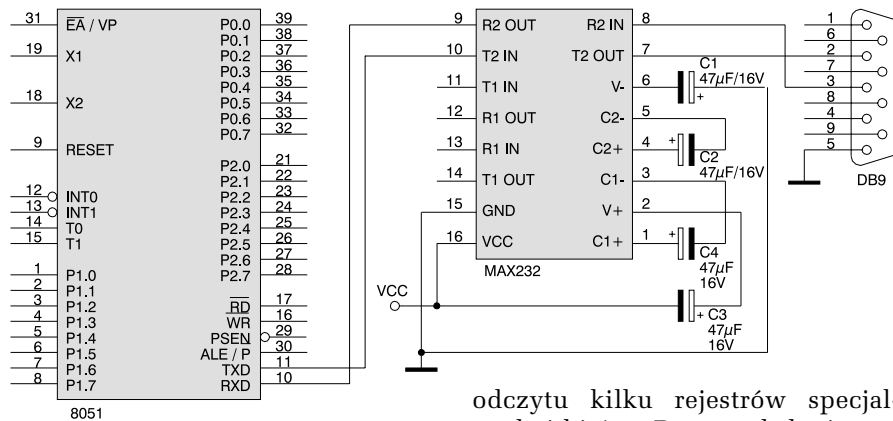 31 EA / VP P0.0 39
P0.1 38
19 X1 P0.2 37
P0.3 36
P0.4 35
18 X2 P0.5 34
P0.6 33
P0.7 32
9 RESET
P2.0 21
P2.1 22
12 INT0 P2.2 23
13 INT1 P2.3 24
14 T0 P2.4 25
15 T1 P2.5 26
P2.6 27
1 P1.0 P2.7 28
2 P1.1
3 P1.2 RD 17
4 P1.3 WR 16
5 P1.4 PSEN 29
6 P1.5 ALE / P 30
7 P1.6 TXD 11
8 P1.7 RXD 10
8051
9 R2 OUT R2 IN 8
10 T2 IN T2 OUT 7
11 T1 IN V- 6
12 R1 OUT C2- 5
13 R1 IN C2+ 4
14 T1 OUT C1- 3
15 GND V+ 2
16 VCC C1+ 1
MAX232
VCC
C1
47µF/16V
+
+
C2
47µF/16V
+
C4
47µF
16V
+ C3
47µF
16V
1
6
2
7
3
8
4
9
5
DB9
odczytu kilku rejestrów specjal-